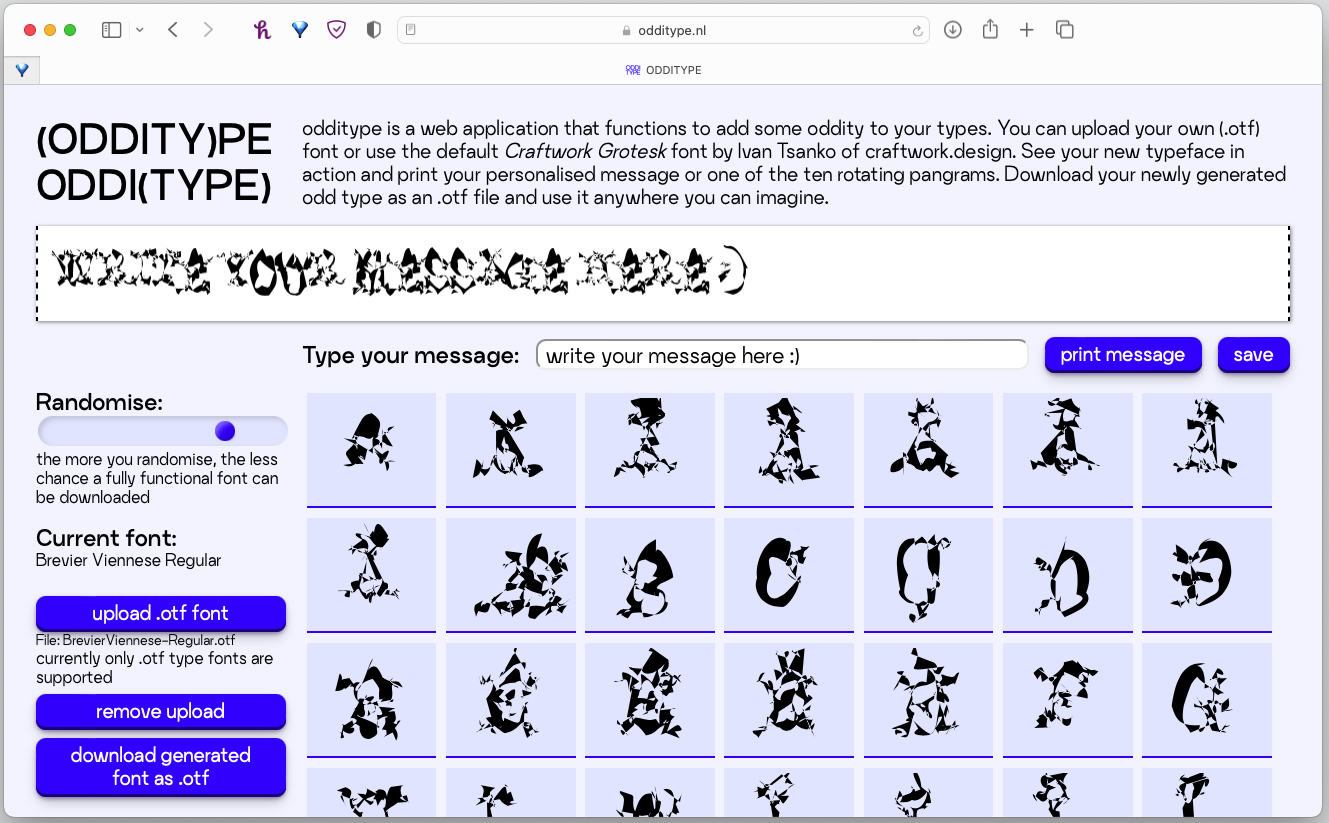 oddity​pe.nl
ODDITYPE
(ODDITY)PE
ODDI(TYPE)
odditype is a web application that functions to add some oddity to your types. You can upload your own (.otf)
font or use the default Craftwork Grotesk font by Ivan Tsanko of craftwork.design. See your new typeface in
action and print your personalised message or one of the ten rotating pangrams. Download your newly generated
odd type as an .otf file and use it anywhere you can imagine.
WRITE YOUR MESSAGE HERE :)
Type your message:
write your message here :)
print message
save
Randomise:
the more you randomise, the less
chance a fully functional font can
be downloaded
Current font:
Brevier Viennese Regular
upload .otf font
File: BrevierViennese-Regular.otf
currently only .otf type fonts are
supported
remove upload
download generated
font as .otf